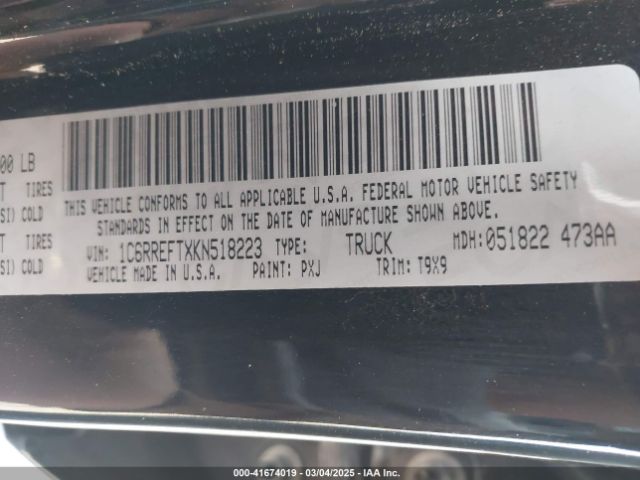 00 LB
T TIRES
SI) COLD
T TIRES
SI) COLD
THIS VEHICLE CONFORMS TO ALL APPLICABLE U.S.A. FEDERAL MOTOR VEHICLE SAFETY
STANDARDS IN EFFECT ON THE DATE OF MANUFACTURE SHOWN ABOVE.
VIN: 1C6RREFTXKN518223 TYPE: TRUCK MDH: 051822 473AA
VEHICLE MADE IN U.S.A. PAINT: PXJ TRIM: T9X9
000-41674019 - 03/04/2025 - IAA Inc.